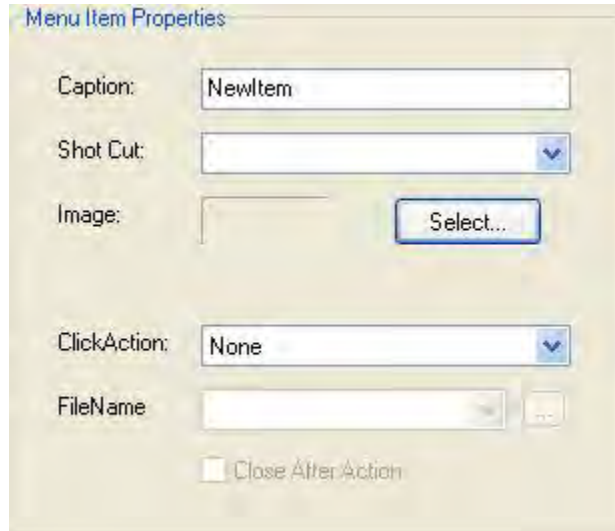 Menu Item Properties
Caption: NewItem
Shot Cut:
Image: Select...
ClickAction: None
FileName ...
Close After Action